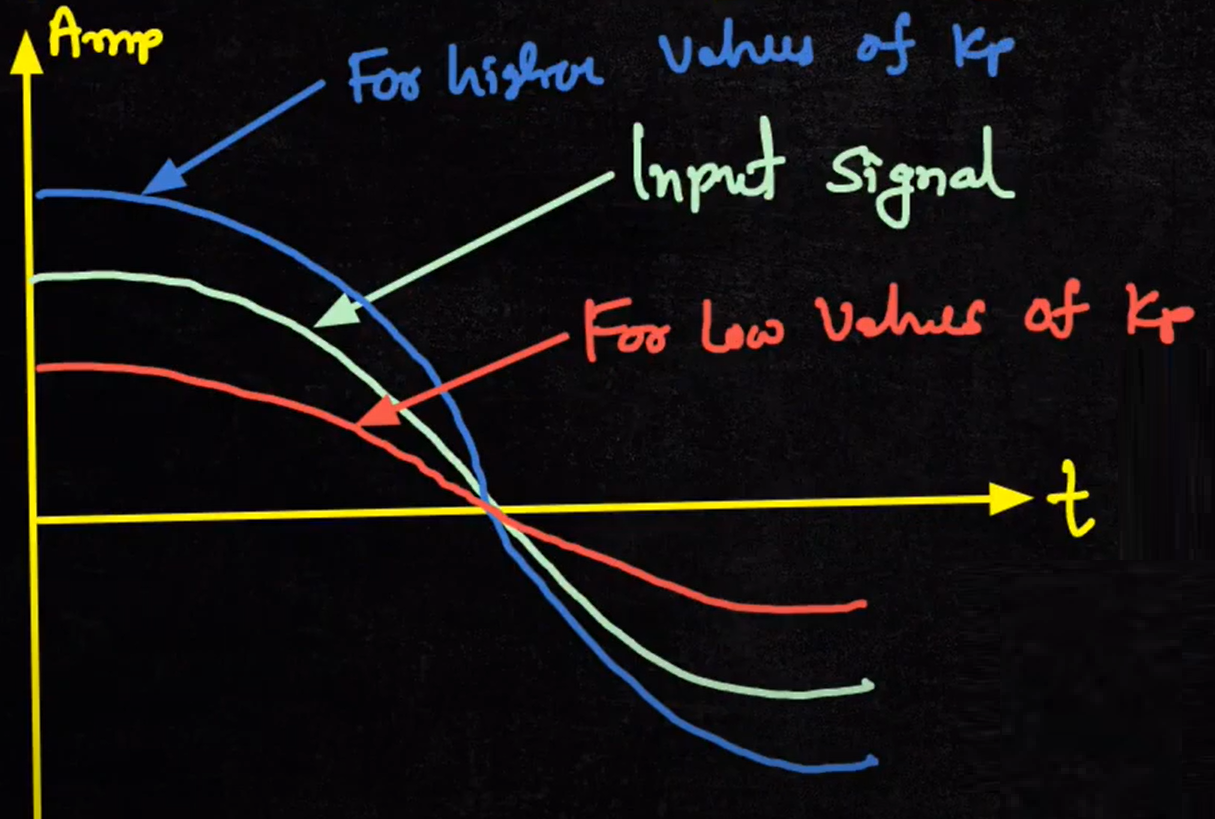 Amp
For higher values of Kp
Input signal
For Low Values of Kp
t